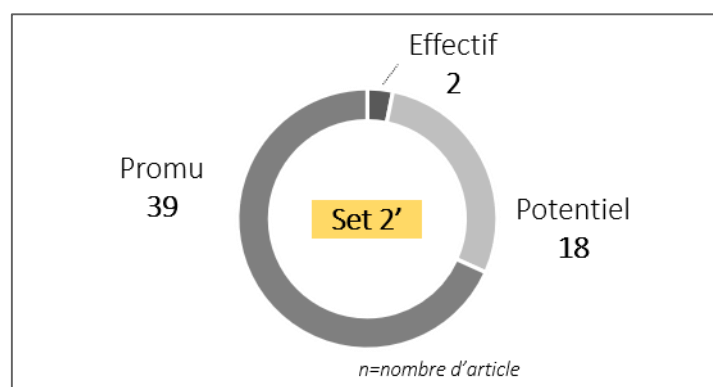 Effectif
2
Promu
39
Set 2’
Potentiel
18
n=nombre d’article